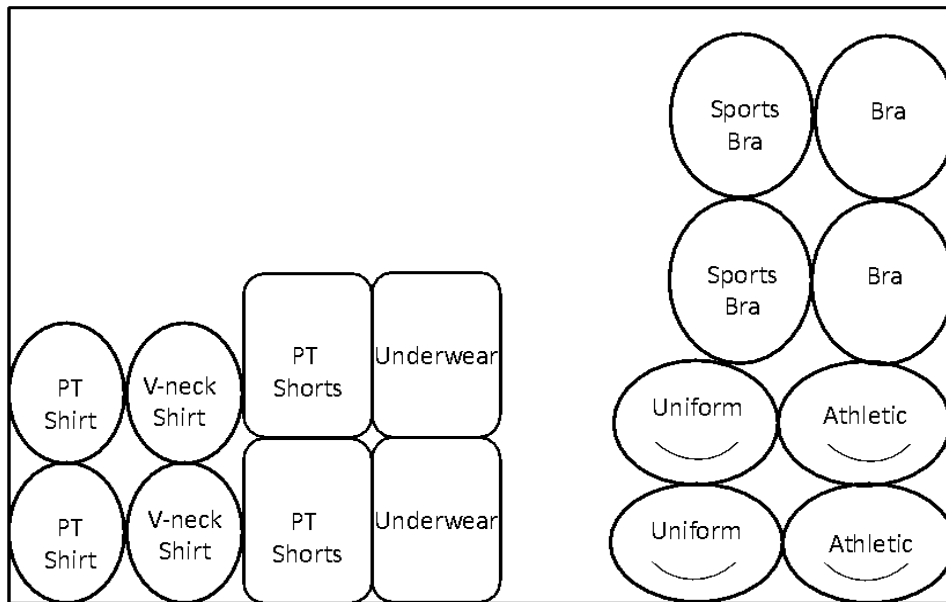 Sports
Bra
Bra
Sports
Bra
Bra
PT
Shirt
V-neck
Shirt
PT
Shorts
Underwear
Uniform
Athletic
PT
Shirt
V-neck
Shirt
PT
Shorts
Underwear
Uniform
Athletic